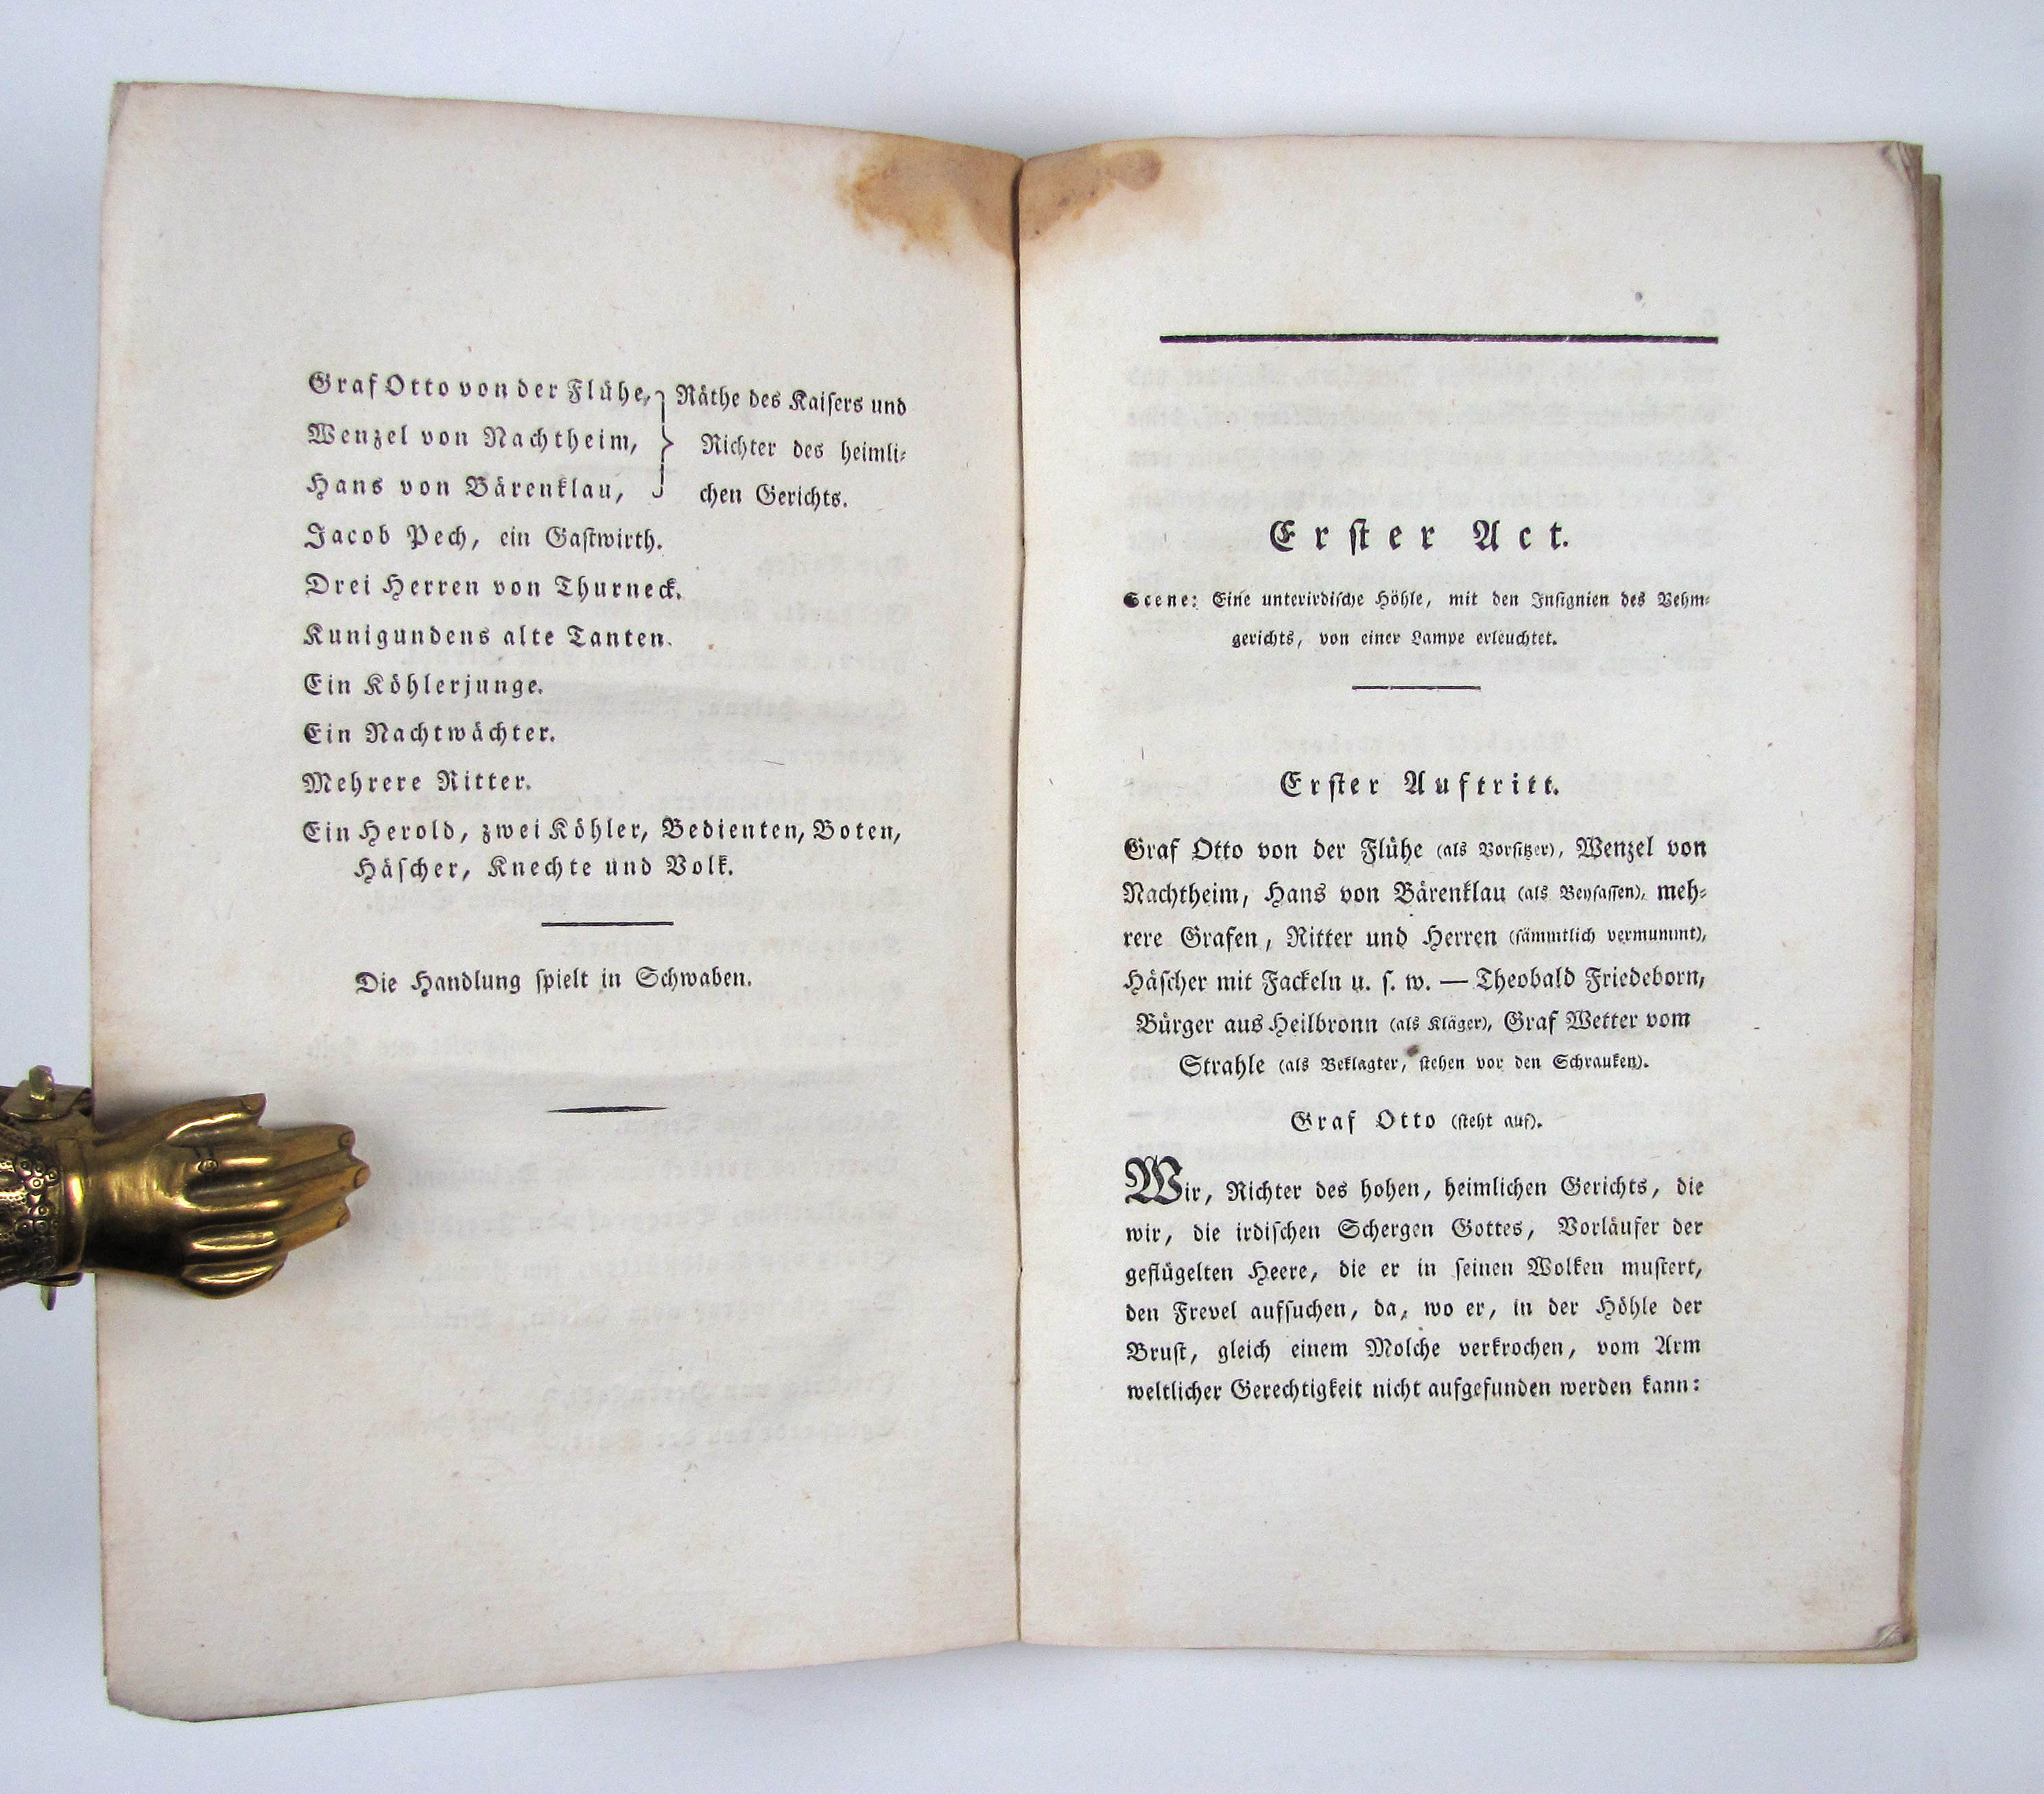 Graf Otto von der Flühe, Räthe des Kaiſers und
Wenzel von Nachtheim, Richter des heimli⸗
Hans von Bärenklau, chen Gerichts.
Jacob Pech, ein Gaſtwirth.
Drei Herren von Thurneck.
Kunigundens alte Tanten.
Ein Köhlerjunge.
Ein Nachtwächter.
Mehrere Ritter.
Ein Herold, zwei Köhler, Bedienten, Boten,
Häſcher, Knechte und Volk.
Die Handlung ſpielt in Schwaben.
Erſter Act.
Scene: Eine unterirdiſche Höhle, mit den Inſignien des Vehm⸗
gerichts, von einer Lampe erleuchtet.
Erſter Auftritt.
Graf Otto von der Flühe (als Vorſitzer), Wenzel von
Nachtheim, Hans von Bärenklau (als Beyſaſſen), meh⸗
rere Grafen, Ritter und Herren (ſämmtlich vermummt),
Häſcher mit Fackeln u. ſ. w. — Theobald Friedeborn,
Bürger aus Heilbronn (als Kläger), Graf Wetter vom
Strahle (als Beklagter, ſtehen vor den Schranken).
Graf Otto (ſteht auf).
Wir, Richter des hohen, heimlichen Gerichts, die
wir, die irdiſchen Schergen Gottes, Vorläufer der
geflügelten Heere, die er in ſeinen Wolken muſtert,
den Frevel aufſuchen, da, wo er, in der Höhle der
Bruſt, gleich einem Molche verkrochen, vom Arm
weltlicher Gerechtigkeit nicht aufgefunden werden kann: